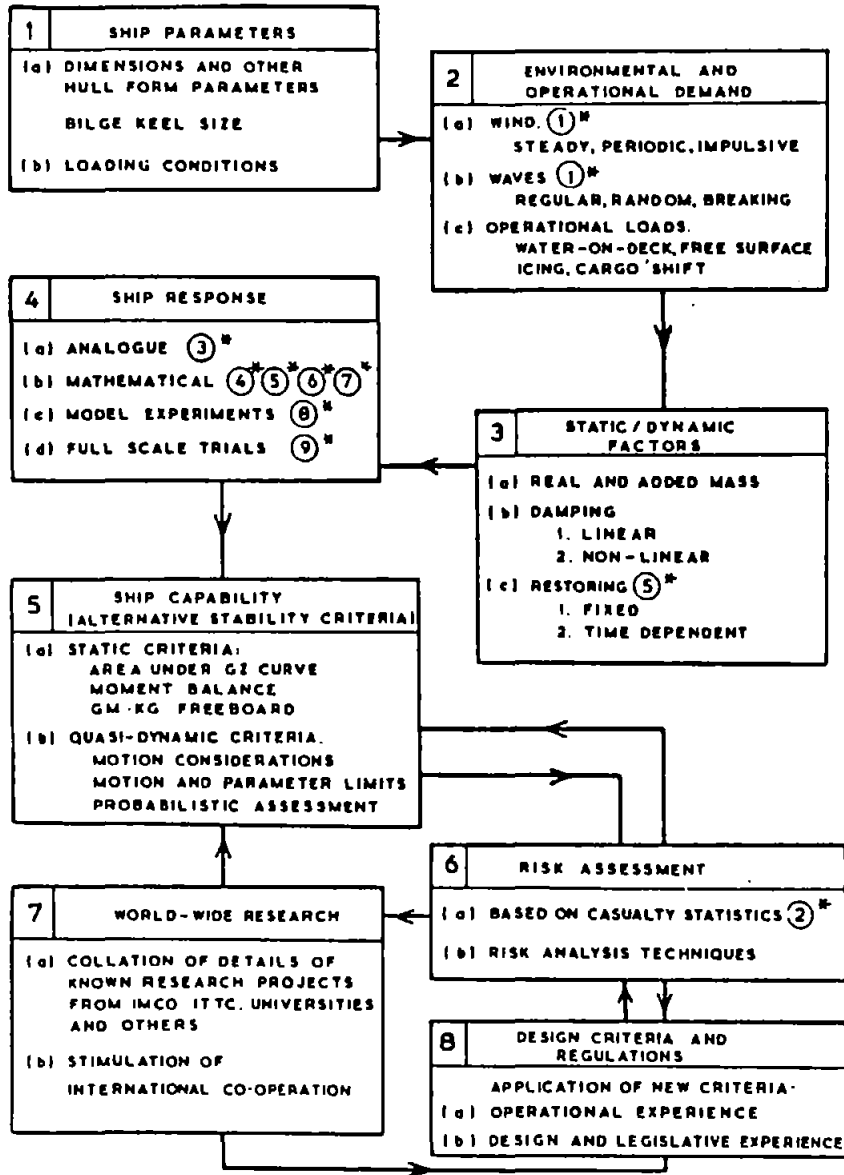 1 SHIP PARAMETERS
(a) DIMENSIONS AND OTHER
HULL FORM PARAMETERS
BILGE KEEL SIZE
(b) LOADING CONDITIONS
2 ENVIRONMENTAL AND
OPERATIONAL DEMAND
(a) WIND. 1*
STEADY, PERIODIC, IMPULSIVE
(b) WAVES 1*
REGULAR, RANDOM, BREAKING
(c) OPERATIONAL LOADS.
WATER-ON-DECK, FREE SURFACE
ICING, CARGO SHIFT
4 SHIP RESPONSE
(a) ANALOGUE 3*
(b) MATHEMATICAL 4* 5* 6* 7*
(c) MODEL EXPERIMENTS 8*
(d) FULL SCALE TRIALS 9*
3 STATIC/DYNAMIC
FACTORS
(a) REAL AND ADDED MASS
(b) DAMPING
1. LINEAR
2. NON-LINEAR
(c) RESTORING 5*
1. FIXED
2. TIME DEPENDENT
5 SHIP CAPABILITY
(ALTERNATIVE STABILITY CRITERIA)
(a) STATIC CRITERIA:
AREA UNDER GZ CURVE
MOMENT BALANCE
GM-KG FREEBOARD
(b) QUASI-DYNAMIC CRITERIA.
MOTION CONSIDERATIONS
MOTION AND PARAMETER LIMITS
PROBABILISTIC ASSESSMENT
6 RISK ASSESSMENT
(a) BASED ON CASUALTY STATISTICS 2*
(b) RISK ANALYSIS TECHNIQUES
7 WORLD-WIDE RESEARCH
(a) COLLATION OF DETAILS OF
KNOWN RESEARCH PROJECTS
FROM IMCO ITTC, UNIVERSITIES
AND OTHERS
(b) STIMULATION OF
INTERNATIONAL CO-OPERATION
8 DESIGN CRITERIA AND
REGULATIONS
APPLICATION OF NEW CRITERIA-
(a) OPERATIONAL EXPERIENCE
(b) DESIGN AND LEGISLATIVE EXPERIENCE